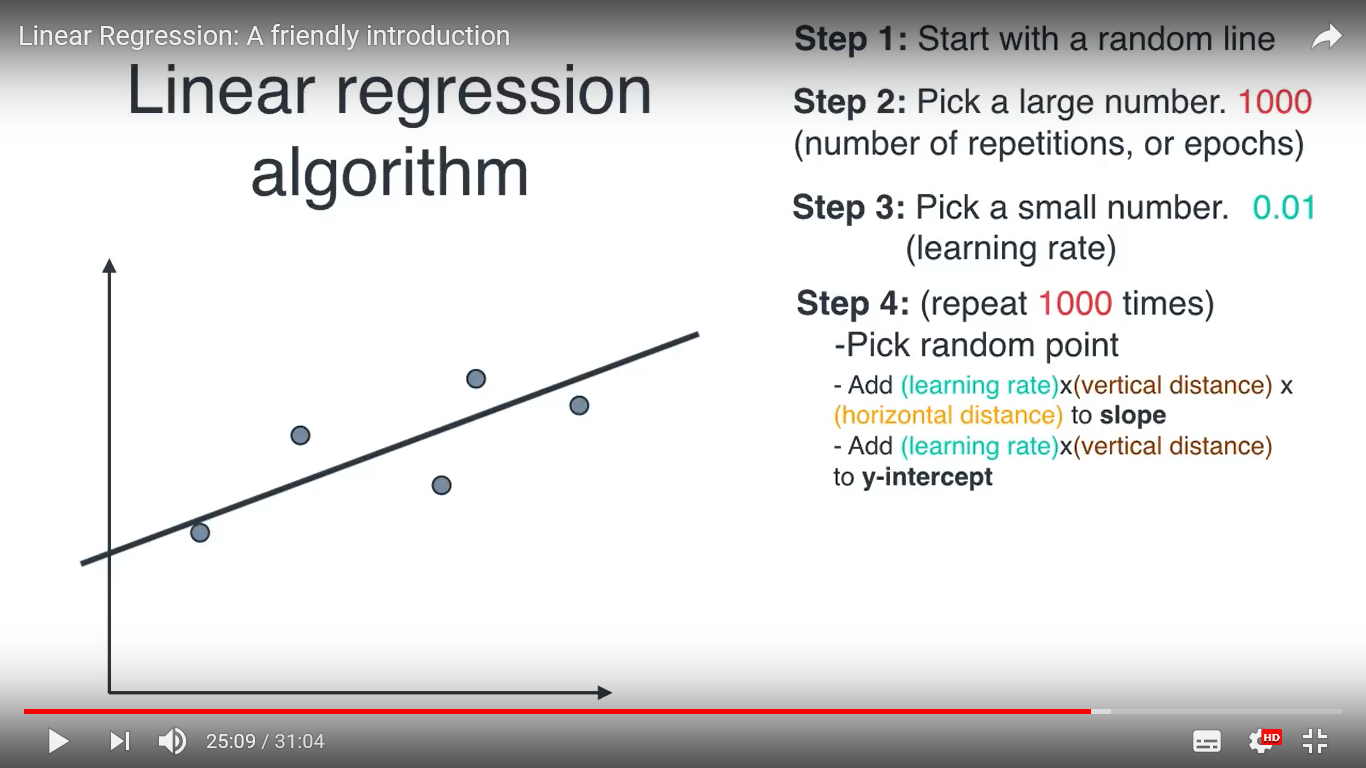 Linear Regression: A friendly introduction
Linear regression
algorithm
Step 1: Start with a random line
Step 2: Pick a large number. 1000
(number of repetitions, or epochs)
Step 3: Pick a small number. 0.01
(learning rate)
Step 4: (repeat 1000 times)
-Pick random point
- Add (learning rate)x(vertical distance) x
(horizontal distance) to slope
- Add (learning rate)x(vertical distance)
to y-intercept
25:09 / 31:04
HD